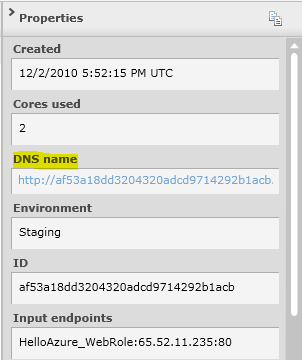 Properties
Created
12/2/2010 5:52:15 PM UTC
Cores used
2
DNS name
http://af53a18dd3204320adcd9714292b1acb.
Environment
Staging
ID
af53a18dd3204320adcd9714292b1acb
Input endpoints
HelloAzure_WebRole:65.52.11.235:80